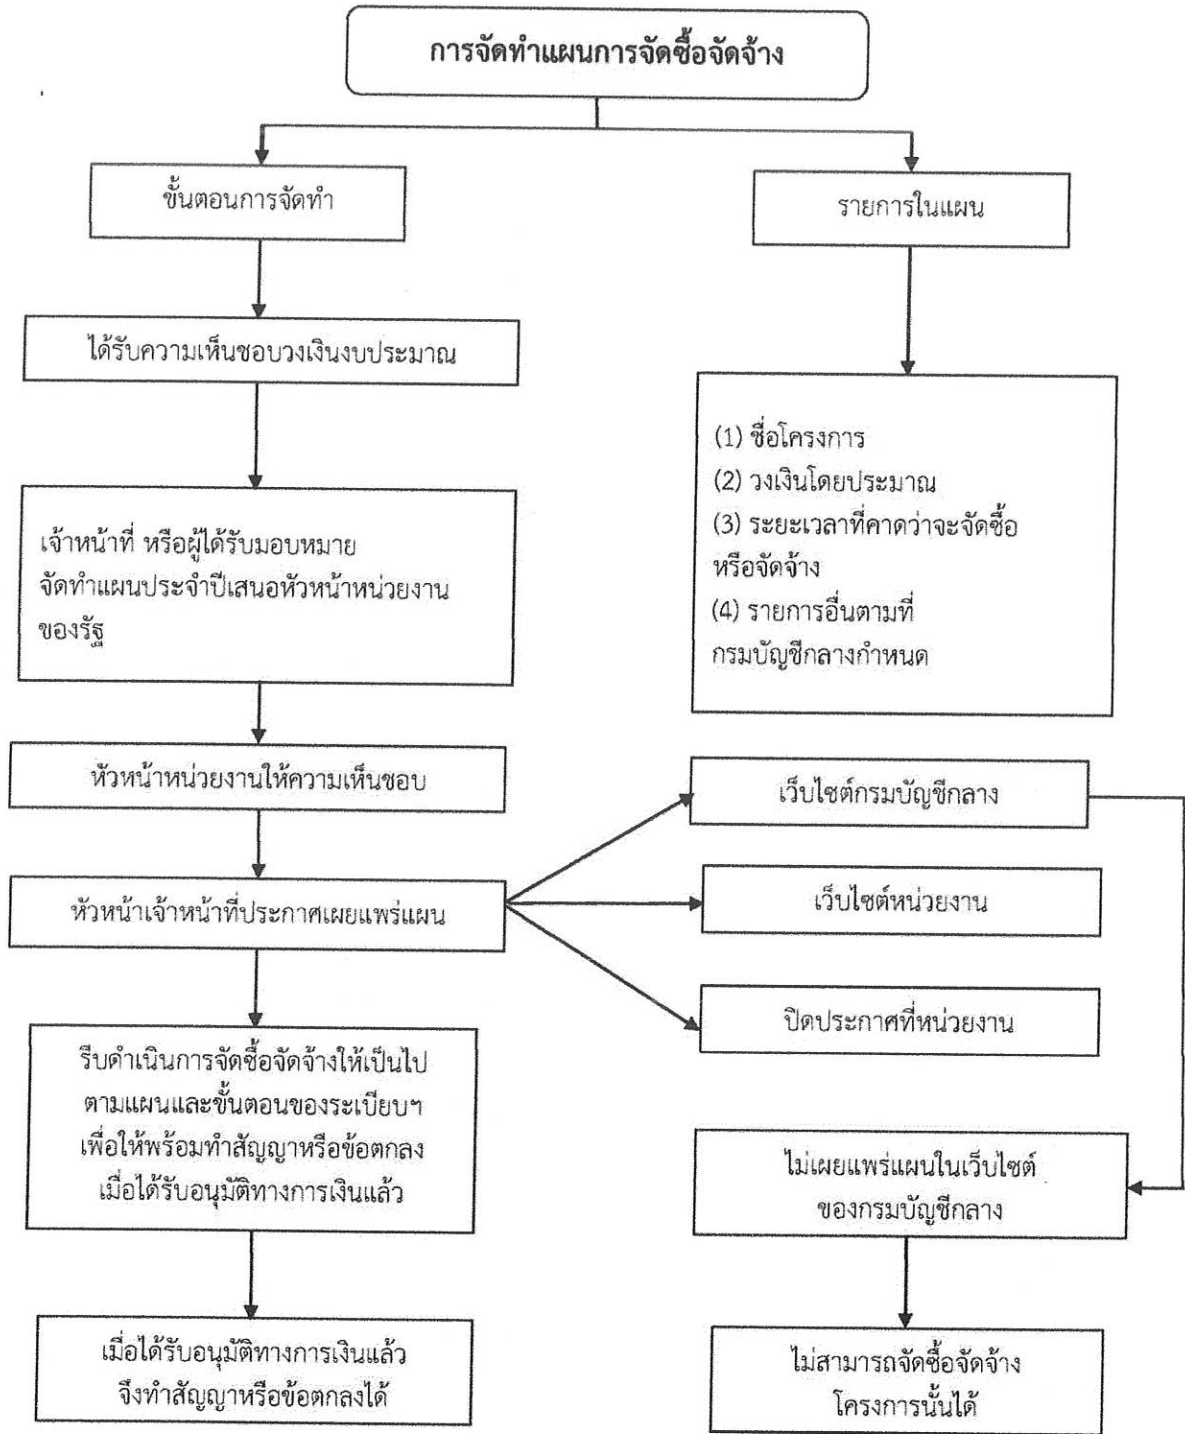 การจัดทำแผนการจัดซื้อจัดจ้าง
ขั้นตอนการจัดทำ
รายการในแผน
ได้รับความเห็นชอบวงเงินงบประมาณ
(1) ชื่อโครงการ
(2) วงเงินโดยประมาณ
(3) ระยะเวลาที่คาดว่าจะจัดซื้อ
หรือจัดจ้าง
(4) รายการอื่นตามที่
กรมบัญชีกลางกำหนด
เจ้าหน้าที่ หรือผู้ได้รับมอบหมาย
จัดทำแผนประจำปีเสนอหัวหน้าหน่วยงาน
ของรัฐ
หัวหน้าหน่วยงานให้ความเห็นชอบ
หัวหน้าเจ้าหน้าที่ประกาศเผยแพร่แผน
เว็บไซต์กรมบัญชีกลาง
เว็บไซต์หน่วยงาน
ปิดประกาศที่หน่วยงาน
รีบดำเนินการจัดซื้อจัดจ้างให้เป็นไป
ตามแผนและขั้นตอนของระเบียบฯ
เพื่อให้พร้อมทำสัญญาหรือข้อตกลง
เมื่อได้รับอนุมัติทางการเงินแล้ว
ไม่เผยแพร่แผนในเว็บไซต์
ของกรมบัญชีกลาง
เมื่อได้รับอนุมัติทางการเงินแล้ว
จึงทำสัญญาหรือข้อตกลงได้
ไม่สามารถจัดซื้อจัดจ้าง
โครงการนั้นได้